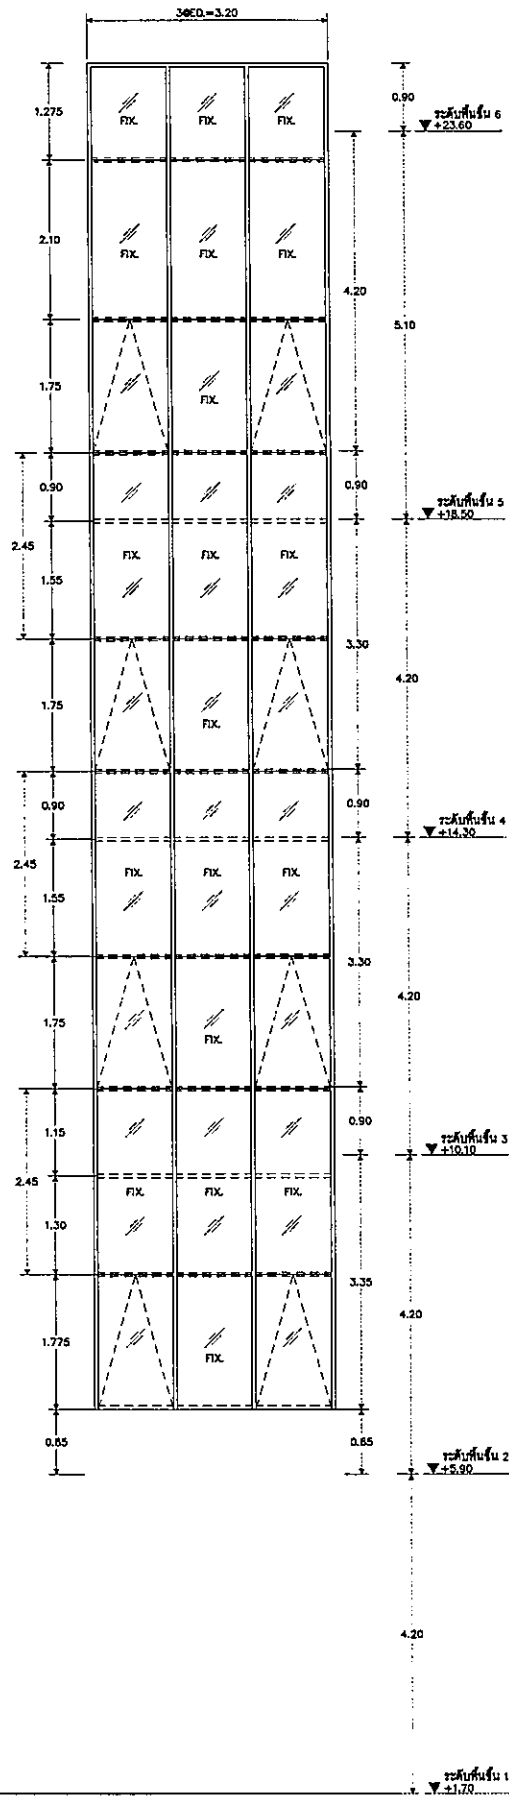 3@EQ.=3.20
1.275
FIX.
FIX.
FIX.
0.90
ระดับพื้นชั้น 6
+23.60
2.10
FIX.
FIX.
FIX.
4.20
5.10
1.75
FIX.
0.90
0.90
ระดับพื้นชั้น 5
+18.50
2.45
1.55
FIX.
FIX.
FIX.
3.30
4.20
1.75
FIX.
0.90
0.90
ระดับพื้นชั้น 4
+14.30
2.45
1.55
FIX.
FIX.
FIX.
3.30
4.20
1.75
FIX.
1.15
0.90
ระดับพื้นชั้น 3
+10.10
2.45
FIX.
FIX.
FIX.
1.30
3.35
4.20
1.775
FIX.
0.85
0.85
ระดับพื้นชั้น 2
+5.90
4.20
ระดับพื้นชั้น 1
+1.70